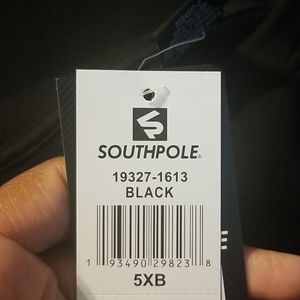 SOUTHPOLE®
19327-1613
BLACK
1 93490 29823 8
5XB
E